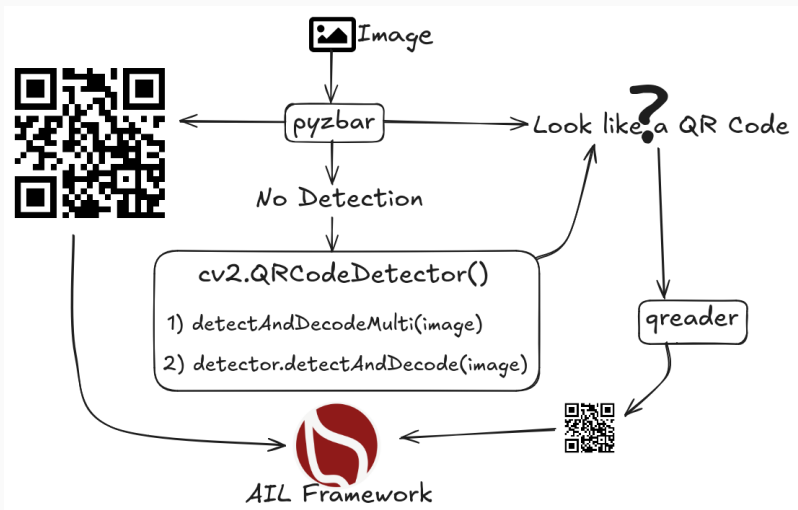 Image
pyzbar
Look like a QR Code
?
No Detection
cv2.QRCodeDetector()
1) detectAndDecodeMulti(image)
2) detector.detectAndDecode(image)
qreader
AIL Framework